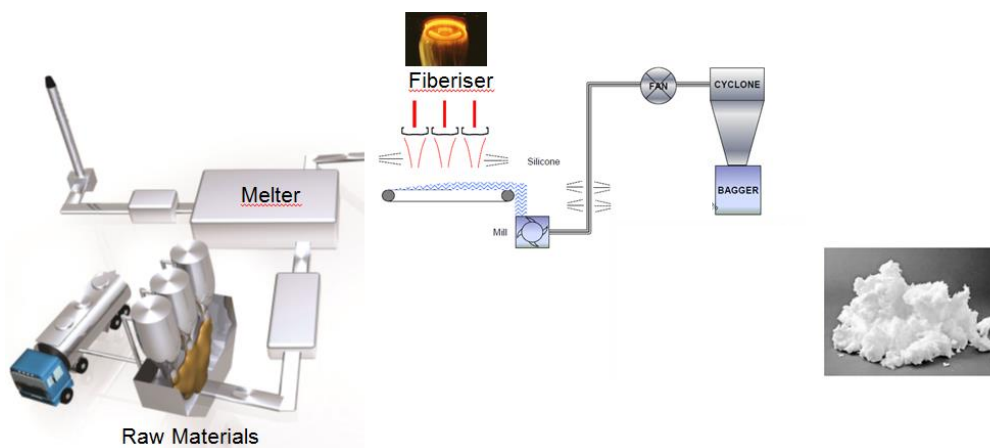 Fiberiser
FAN
CYCLONE
Silicone
Melter
BAGGER
Mill
Raw Materials